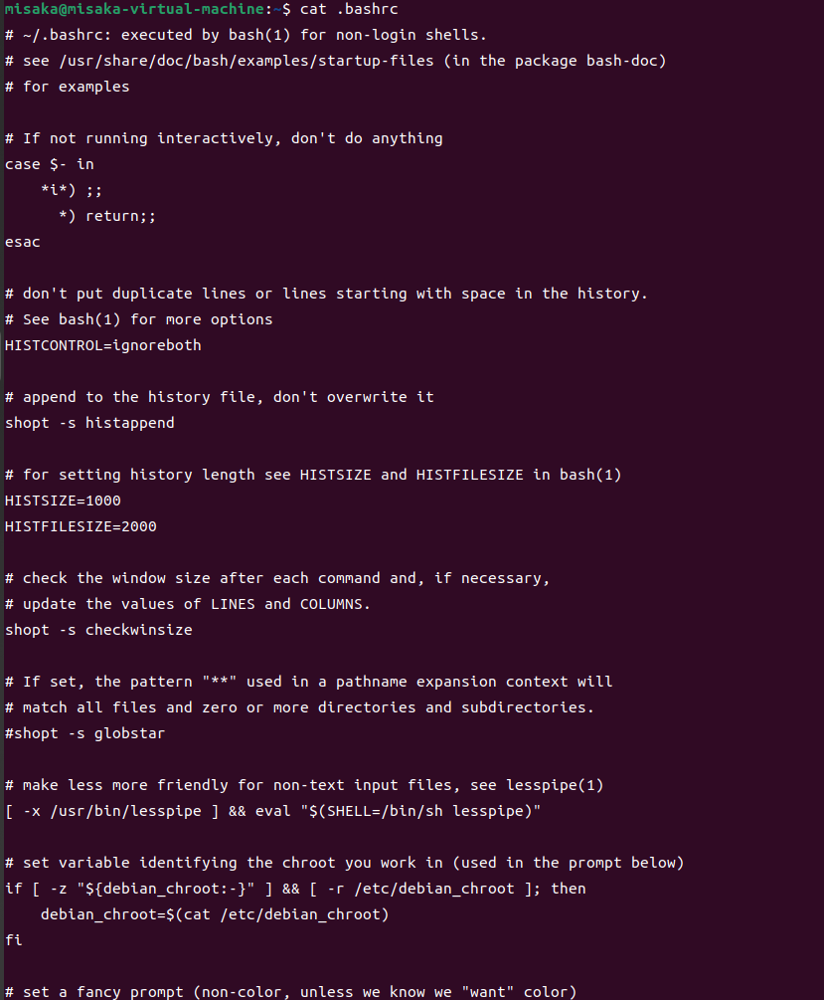 misaka@misaka-virtual-machine:~$ cat .bashrc
# ~/.bashrc: executed by bash(1) for non-login shells.
# see /usr/share/doc/bash/examples/startup-files (in the package bash-doc)
# for examples

# If not running interactively, don't do anything
case $- in
    *i*) ;;
      *) return;;
esac

# don't put duplicate lines or lines starting with space in the history.
# See bash(1) for more options
HISTCONTROL=ignoreboth

# append to the history file, don't overwrite it
shopt -s histappend

# for setting history length see HISTSIZE and HISTFILESIZE in bash(1)
HISTSIZE=1000
HISTFILESIZE=2000

# check the window size after each command and, if necessary,
# update the values of LINES and COLUMNS.
shopt -s checkwinsize

# If set, the pattern "**" used in a pathname expansion context will
# match all files and zero or more directories and subdirectories.
#shopt -s globstar

# make less more friendly for non-text input files, see lesspipe(1)
[ -x /usr/bin/lesspipe ] && eval "$(SHELL=/bin/sh lesspipe)"

# set variable identifying the chroot you work in (used in the prompt below)
if [ -z "${debian_chroot:-}" ] && [ -r /etc/debian_chroot ]; then
    debian_chroot=$(cat /etc/debian_chroot)
fi

# set a fancy prompt (non-color, unless we know we "want" color)